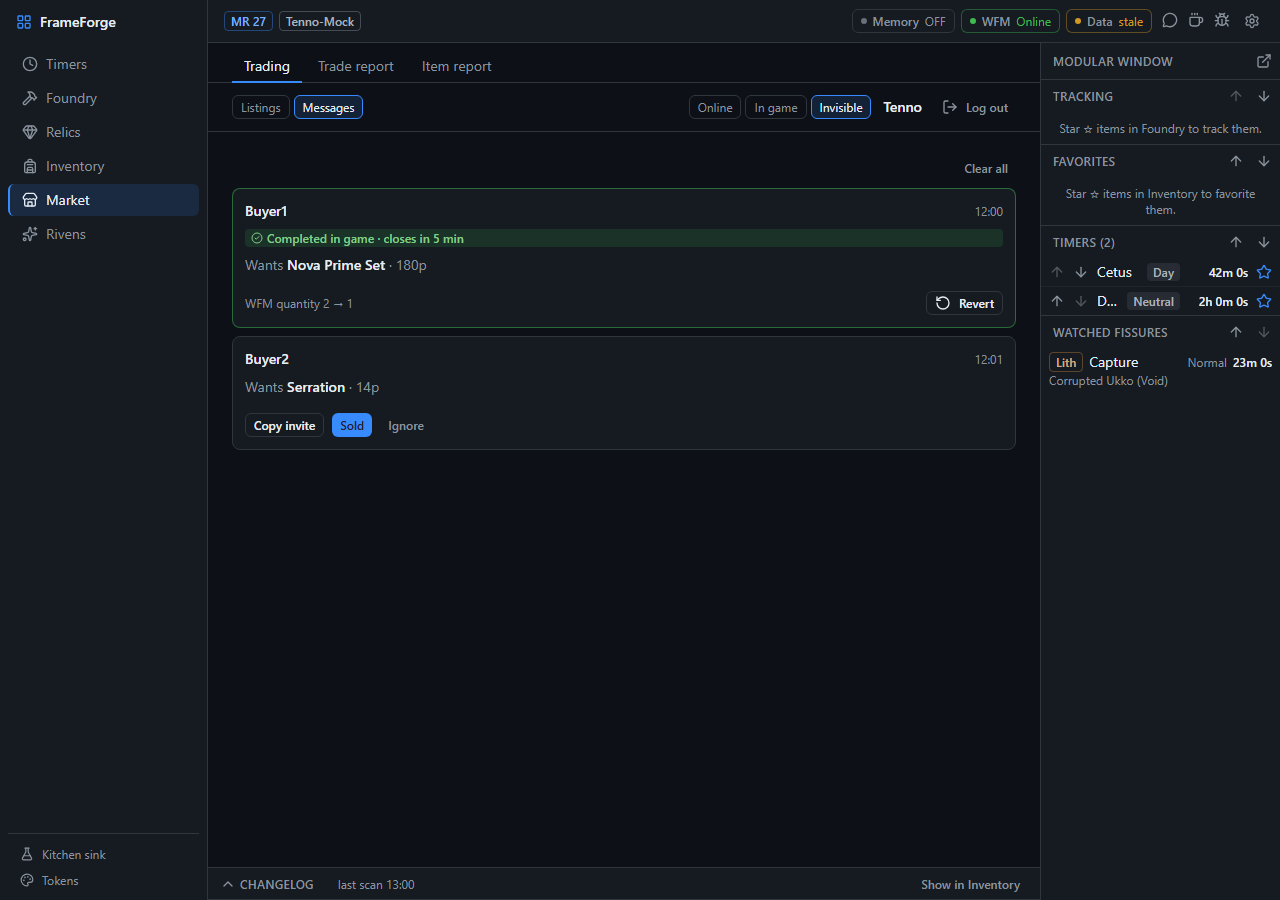 FrameForge
Timers
Foundry
Relics
Inventory
Market
Rivens
Kitchen sink
Tokens
MR 27
Tenno-Mock
Memory OFF
WFM Online
Data stale
Trading
Trade report
Item report
Listings
Messages
Online
In game
Invisible
Tenno
Log out
Clear all
Buyer1
12:00
Completed in game · closes in 5 min
Wants Nova Prime Set · 180p
WFM quantity 2 → 1
Revert
Buyer2
12:01
Wants Serration · 14p
Copy invite
Sold
Ignore
CHANGELOG
last scan 13:00
Show in Inventory
MODULAR WINDOW
TRACKING
Star ☆ items in Foundry to track them.
FAVORITES
Star ☆ items in Inventory to favorite
them.
TIMERS (2)
Cetus Day 42m 0s
D... Neutral 2h 0m 0s
WATCHED FISSURES
Lith Capture Normal 23m 0s
Corrupted Ukko (Void)